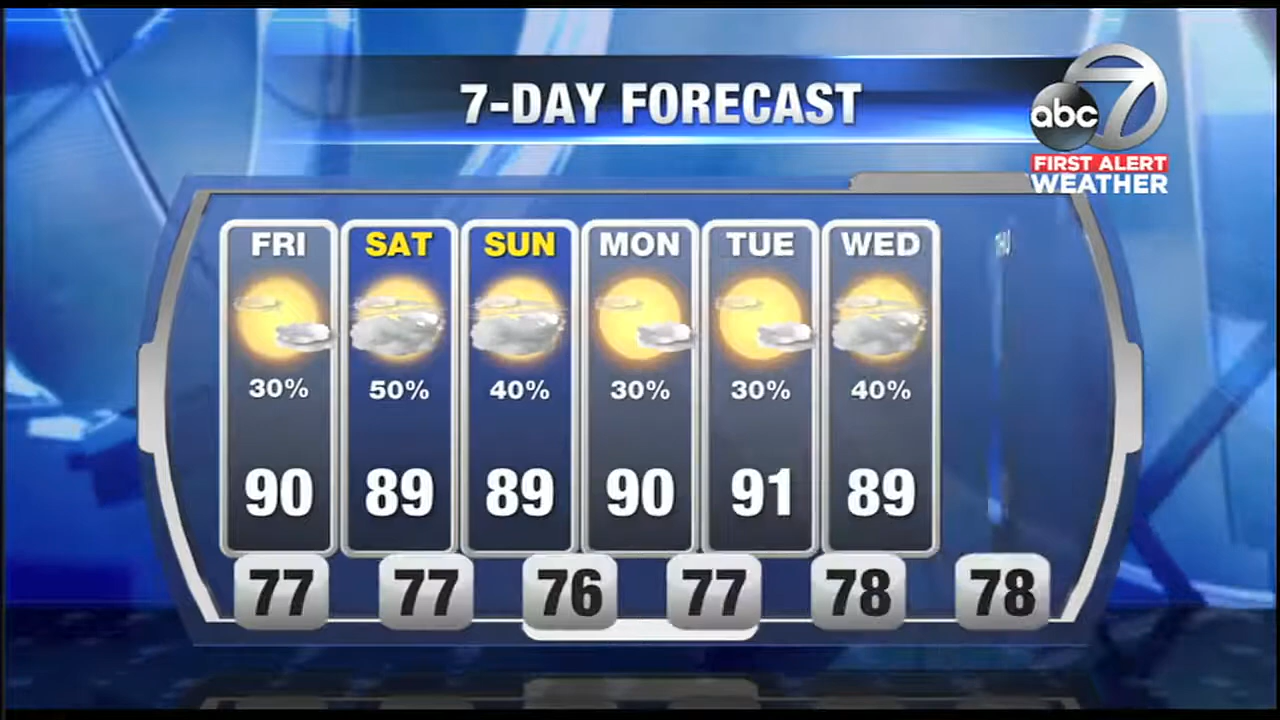 7-DAY FORECAST
abc 7
FIRST ALERT
WEATHER
FRI SAT SUN MON TUE WED
30% 50% 40% 30% 30% 40%
90 89 89 90 91 89
77 77 76 77 78 78